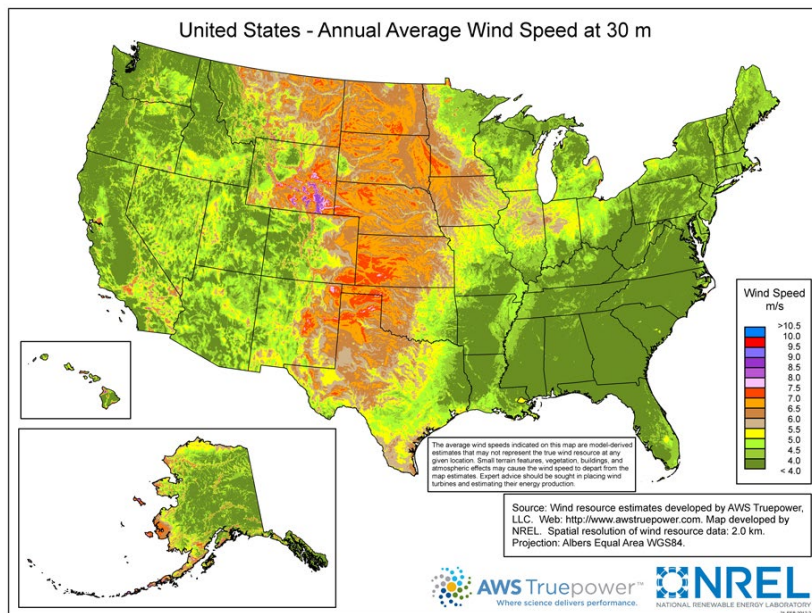 United States - Annual Average Wind Speed at 30 m
Wind Speed
m/s
>10.5
10.0
9.5
9.0
8.5
8.0
7.5
7.0
6.5
6.0
5.5
5.0
4.5
4.0
< 4.0
The average wind speeds indicated on this map are model-derived
estimates that may not represent the true wind resource at any
given location. Small terrain features, vegetation, buildings, and
atmospheric effects may cause the wind speed to depart from the
map estimates. Expert advice should be sought in placing wind
turbines and estimating their energy production.
Source: Wind resource estimates developed by AWS Truepower,
LLC. Web: http://www.awstruepower.com. Map developed by
NREL. Spatial resolution of wind resource data: 2.0 km.
Projection: Albers Equal Area WGS84.
AWS Truepower™
Where science delivers performance.
NREL
NATIONAL RENEWABLE ENERGY LABORATORY